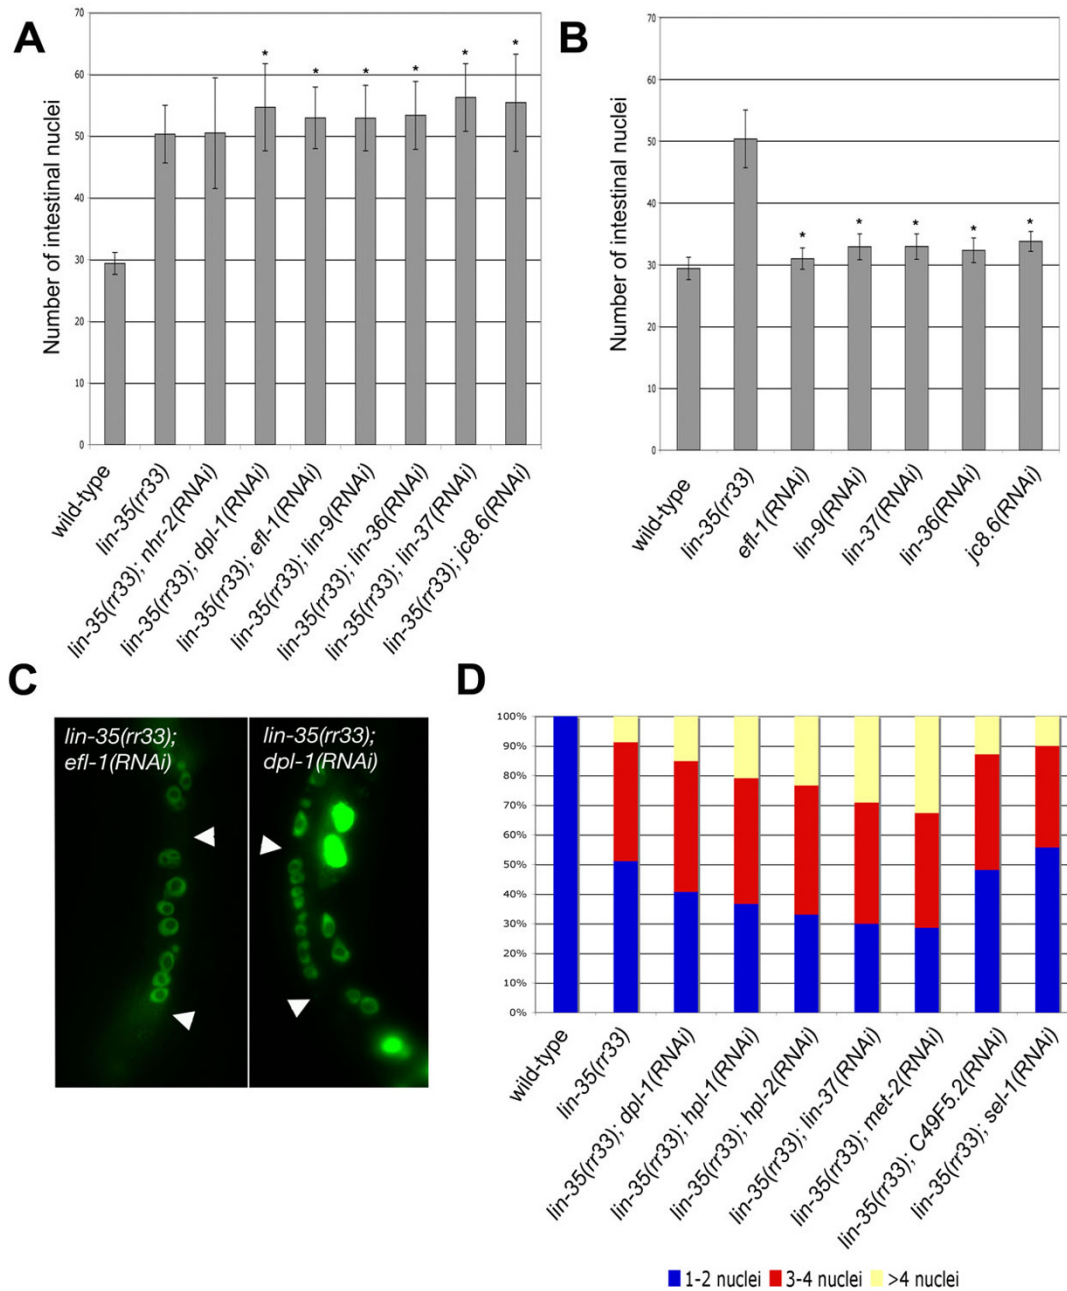 A
Number of intestinal nuclei
70
60
50
40
30
20
10
0
* * * * * *
wild-type
lin-35(rr33)
lin-35(rr33); nhr-2(RNAi)
lin-35(rr33); dpl-1(RNAi)
lin-35(rr33); efl-1(RNAi)
lin-35(rr33); lin-9(RNAi)
lin-35(rr33); lin-36(RNAi)
lin-35(rr33); lin-37(RNAi)
lin-35(rr33); jc8.6(RNAi)
B
Number of intestinal nuclei
70
60
50
40
30
20
10
0
* * * * *
wild-type
lin-35(rr33)
efl-1(RNAi)
lin-9(RNAi)
lin-37(RNAi)
lin-36(RNAi)
jc8.6(RNAi)
C
lin-35(rr33);
efl-1(RNAi)
lin-35(rr33);
dpl-1(RNAi)
D
100%
90%
80%
70%
60%
50%
40%
30%
20%
10%
0%
wild-type
lin-35(rr33)
lin-35(rr33); dpl-1(RNAi)
lin-35(rr33); hpl-1(RNAi)
lin-35(rr33); hpl-2(RNAi)
lin-35(rr33); lin-37(RNAi)
lin-35(rr33); met-2(RNAi)
lin-35(rr33); C49F5.2(RNAi)
lin-35(rr33); sel-1(RNAi)
1-2 nuclei 3-4 nuclei >4 nuclei